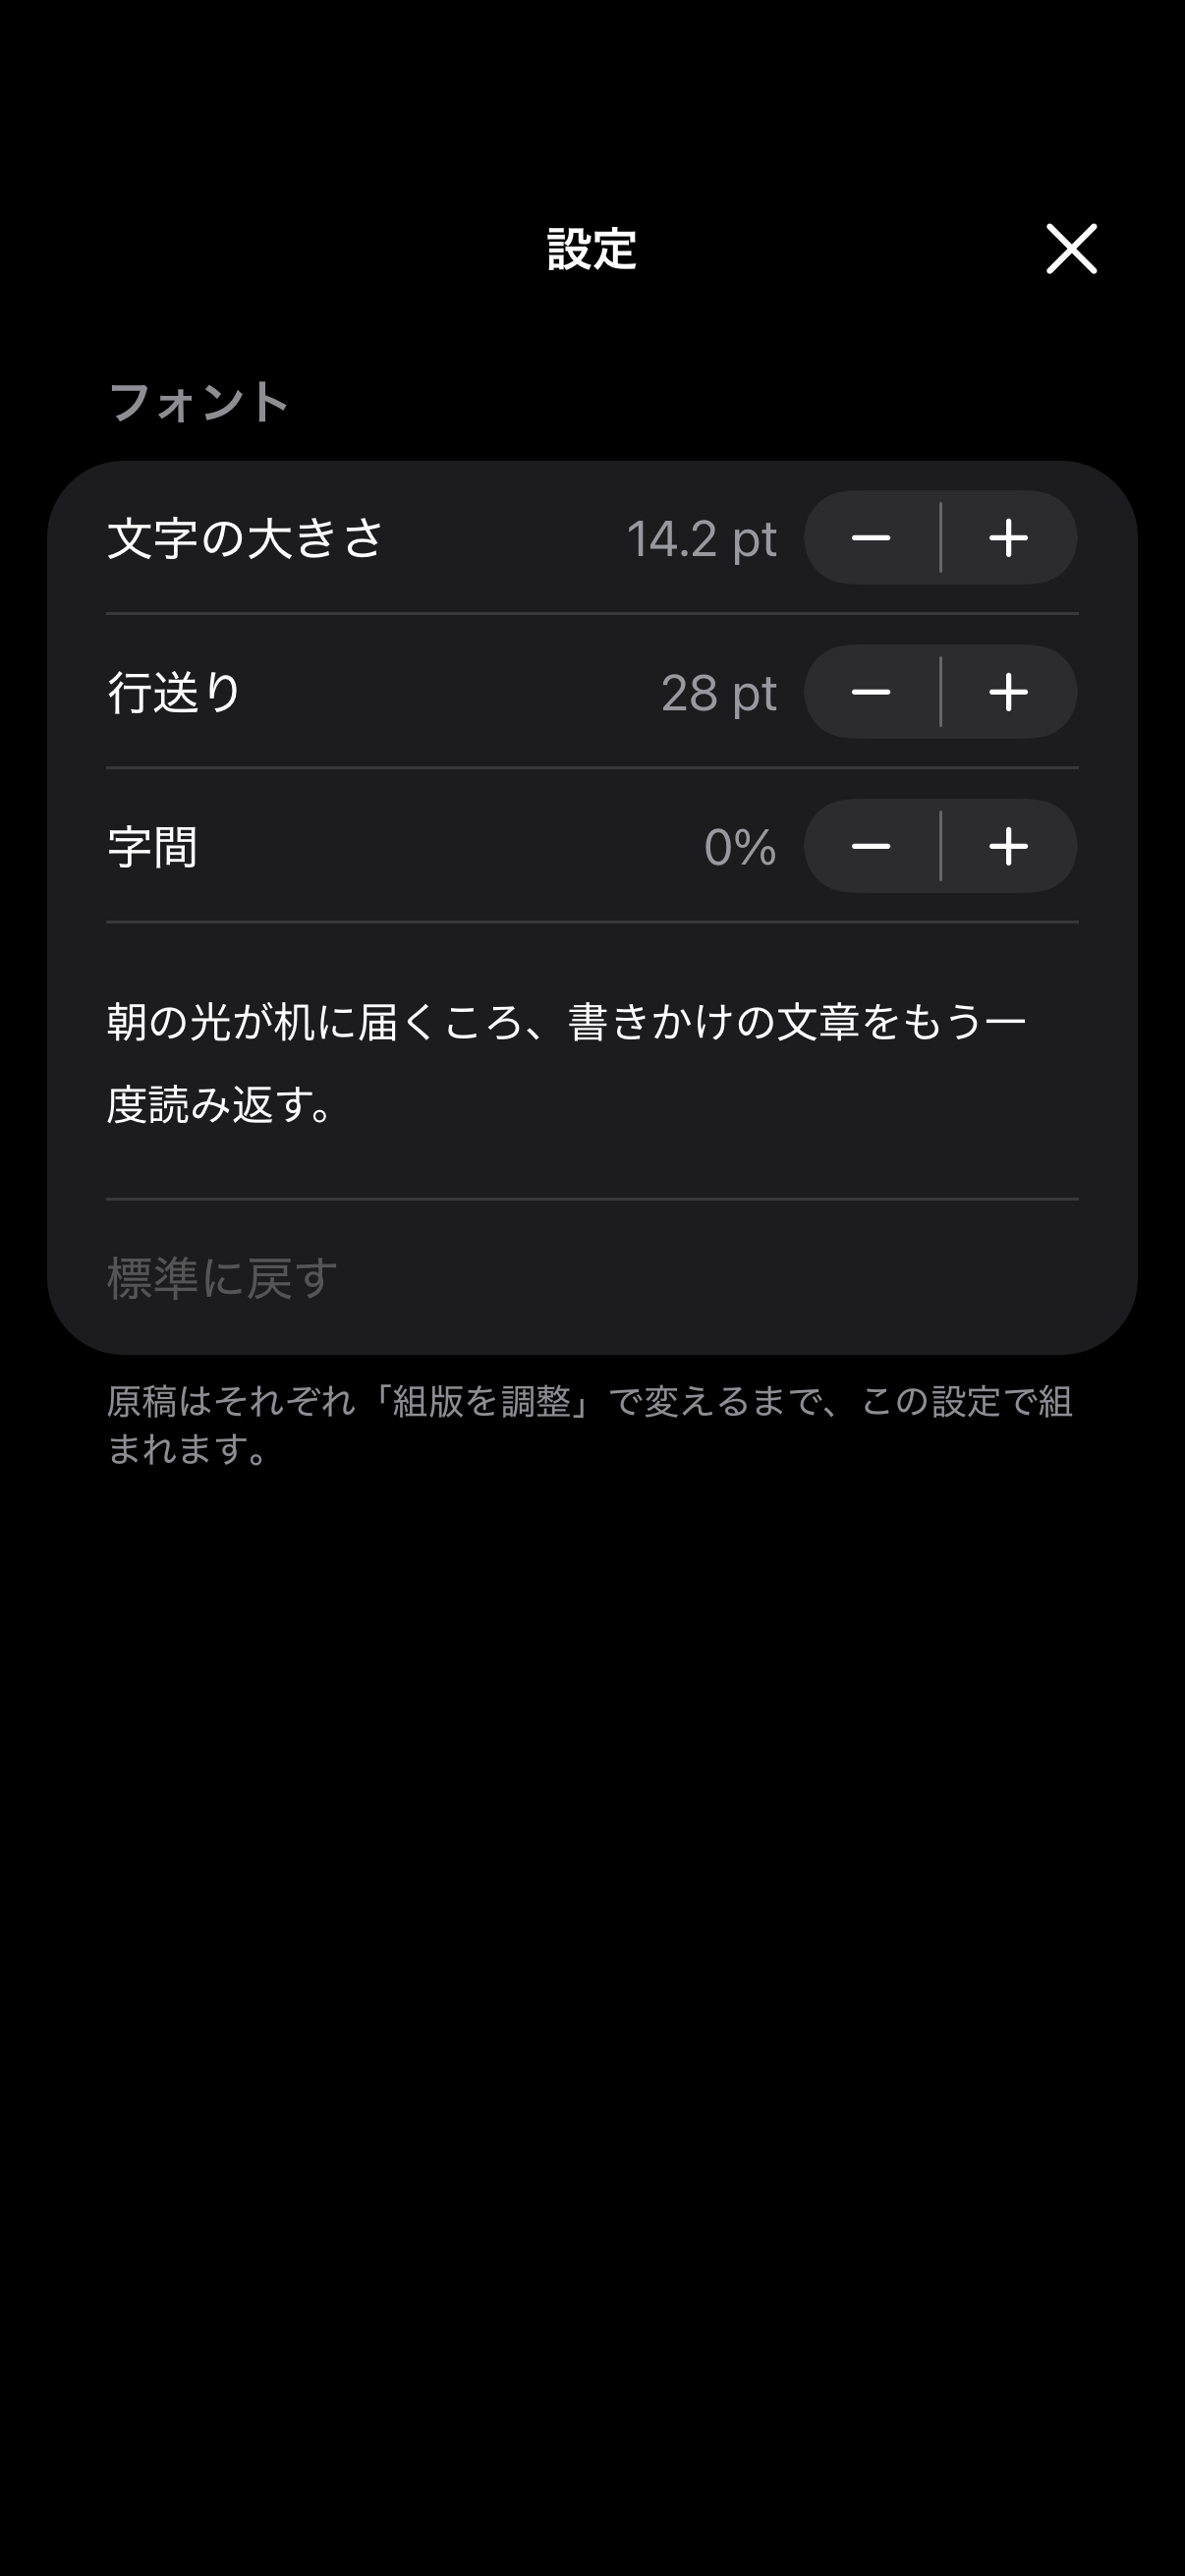 設定
フォント
文字の大きさ 14.2 pt
行送り 28 pt
字間 0%
朝の光が机に届くころ、書きかけの文章をもう一
度読み返す。
標準に戻す
原稿はそれぞれ「組版を調整」で変えるまで、この設定で組
まれます。